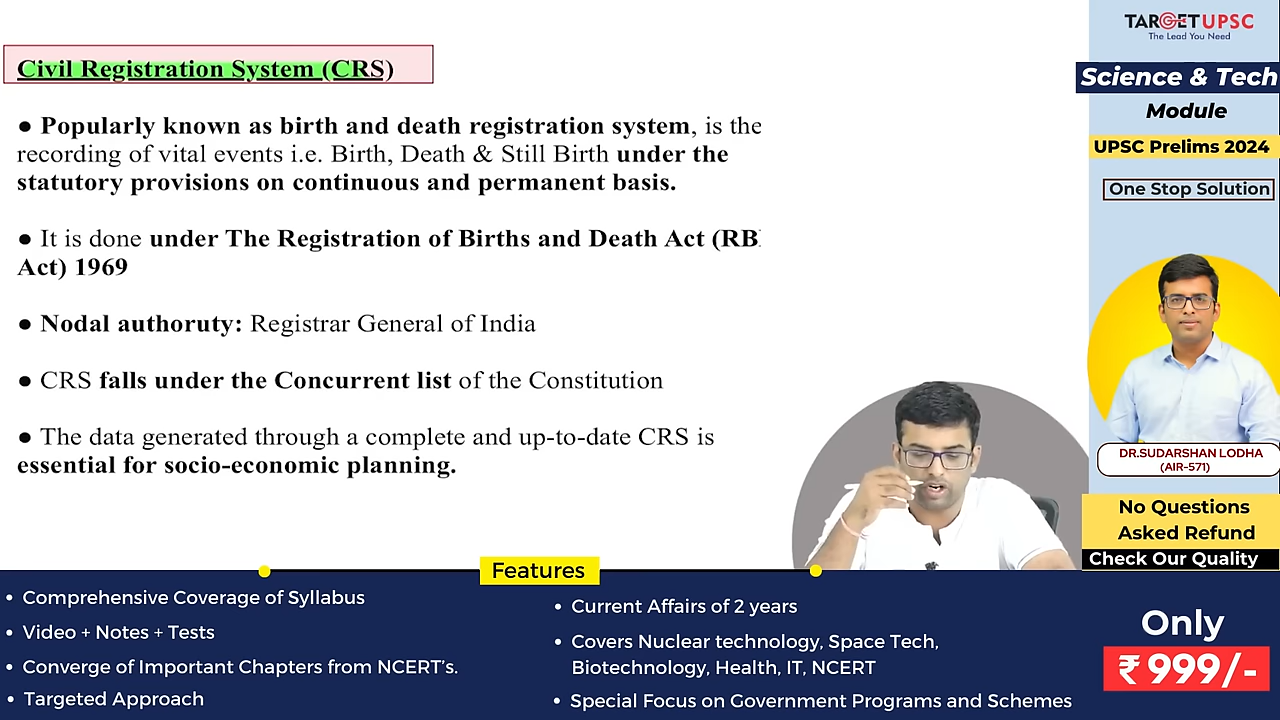 Civil Registration System (CRS)
● Popularly known as birth and death registration system, is the
recording of vital events i.e. Birth, Death & Still Birth under the
statutory provisions on continuous and permanent basis.
● It is done under The Registration of Births and Death Act (RB
Act) 1969
● Nodal authoruty: Registrar General of India
● CRS falls under the Concurrent list of the Constitution
● The data generated through a complete and up-to-date CRS is
essential for socio-economic planning.
TARGET UPSC
The Lead You Need
Science & Tech
Module
UPSC Prelims 2024
One Stop Solution
DR.SUDARSHAN LODHA
(AIR-571)
No Questions
Asked Refund
Check Our Quality
Features
• Comprehensive Coverage of Syllabus
• Video + Notes + Tests
• Converge of Important Chapters from NCERT's.
• Targeted Approach
• Current Affairs of 2 years
• Covers Nuclear technology, Space Tech,
Biotechnology, Health, IT, NCERT
• Special Focus on Government Programs and Schemes
Only
₹ 999/-